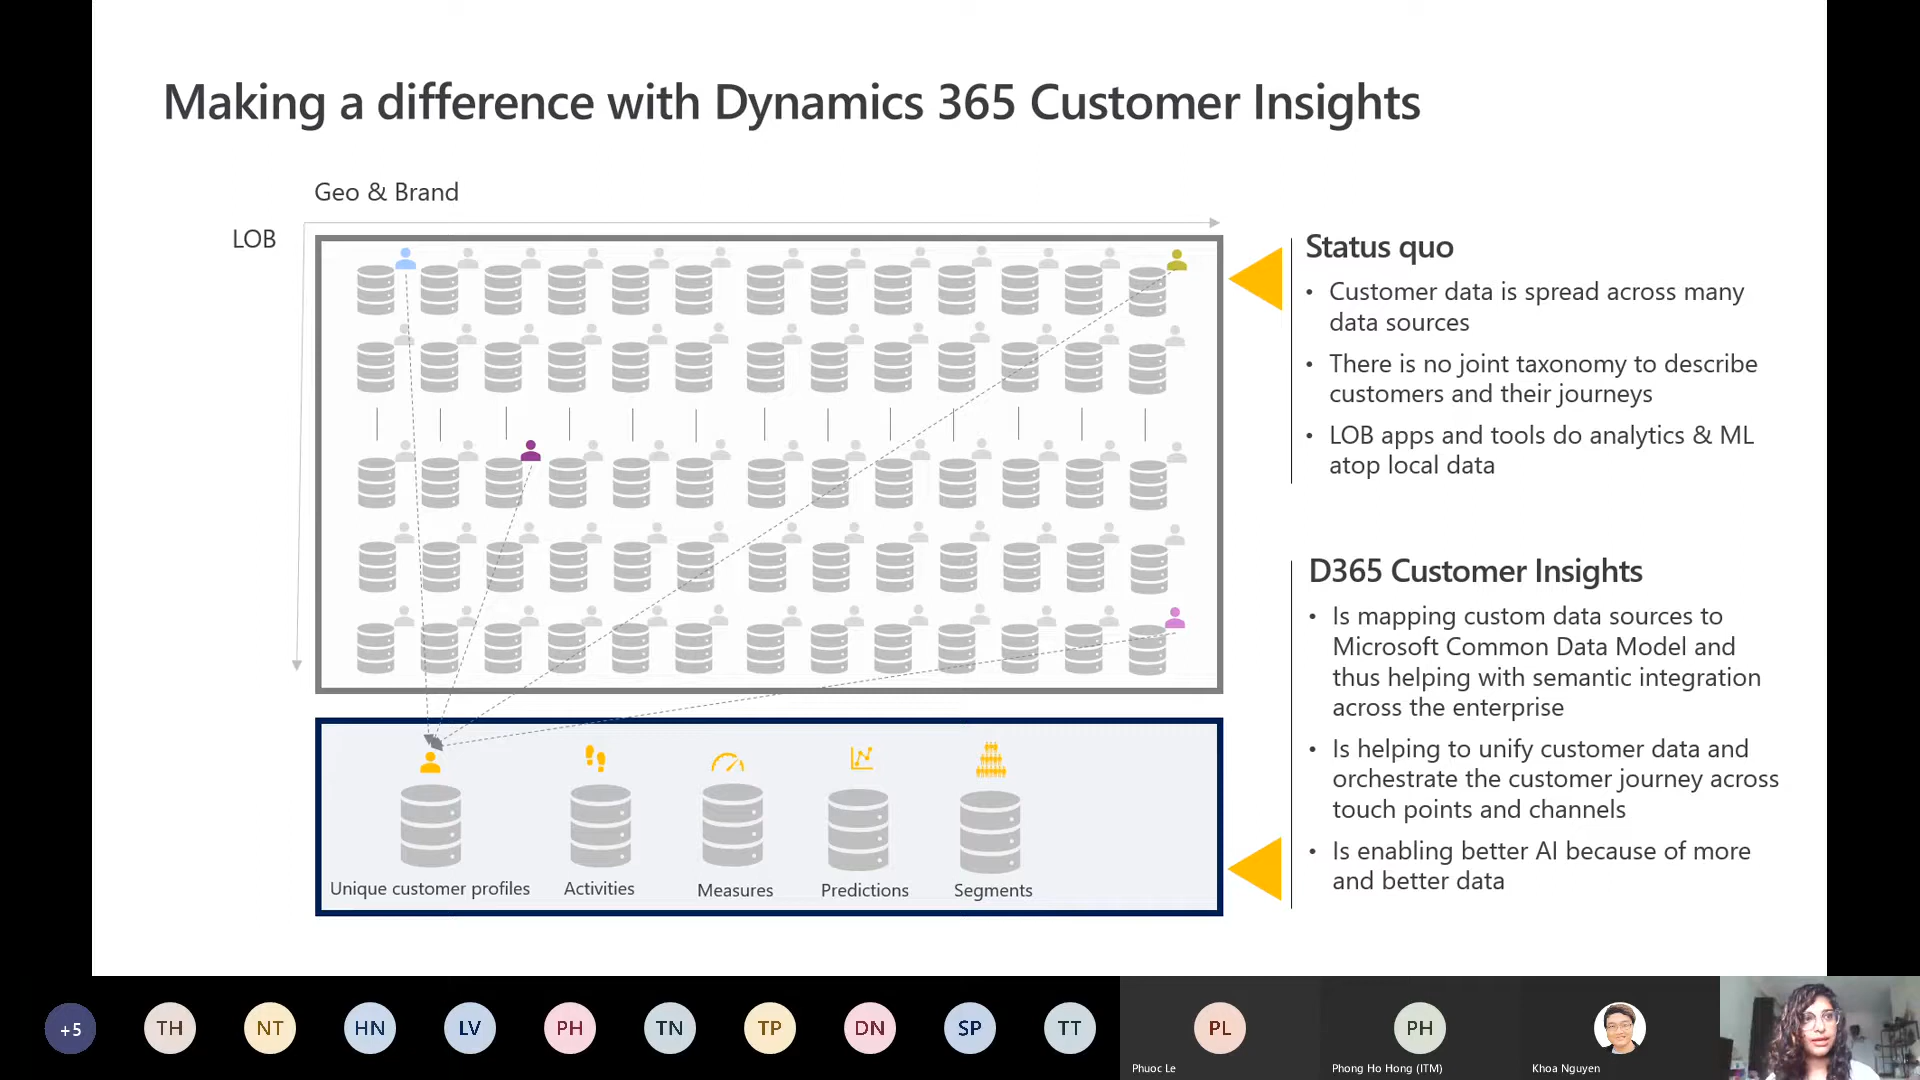 Making a difference with Dynamics 365 Customer Insights
Geo & Brand
LOB
Status quo
• Customer data is spread across many
data sources
• There is no joint taxonomy to describe
customers and their journeys
• LOB apps and tools do analytics & ML
atop local data
D365 Customer Insights
• Is mapping custom data sources to
Microsoft Common Data Model and
thus helping with semantic integration
across the enterprise
• Is helping to unify customer data and
orchestrate the customer journey across
touch points and channels
• Is enabling better AI because of more
and better data
Unique customer profiles
Activities
Measures
Predictions
Segments
+5
TH
NT
HN
LV
PH
TN
TP
DN
SP
TT
PL
PH
Phuoc Le
Phong Ho Hong (ITM)
Khoa Nguyen